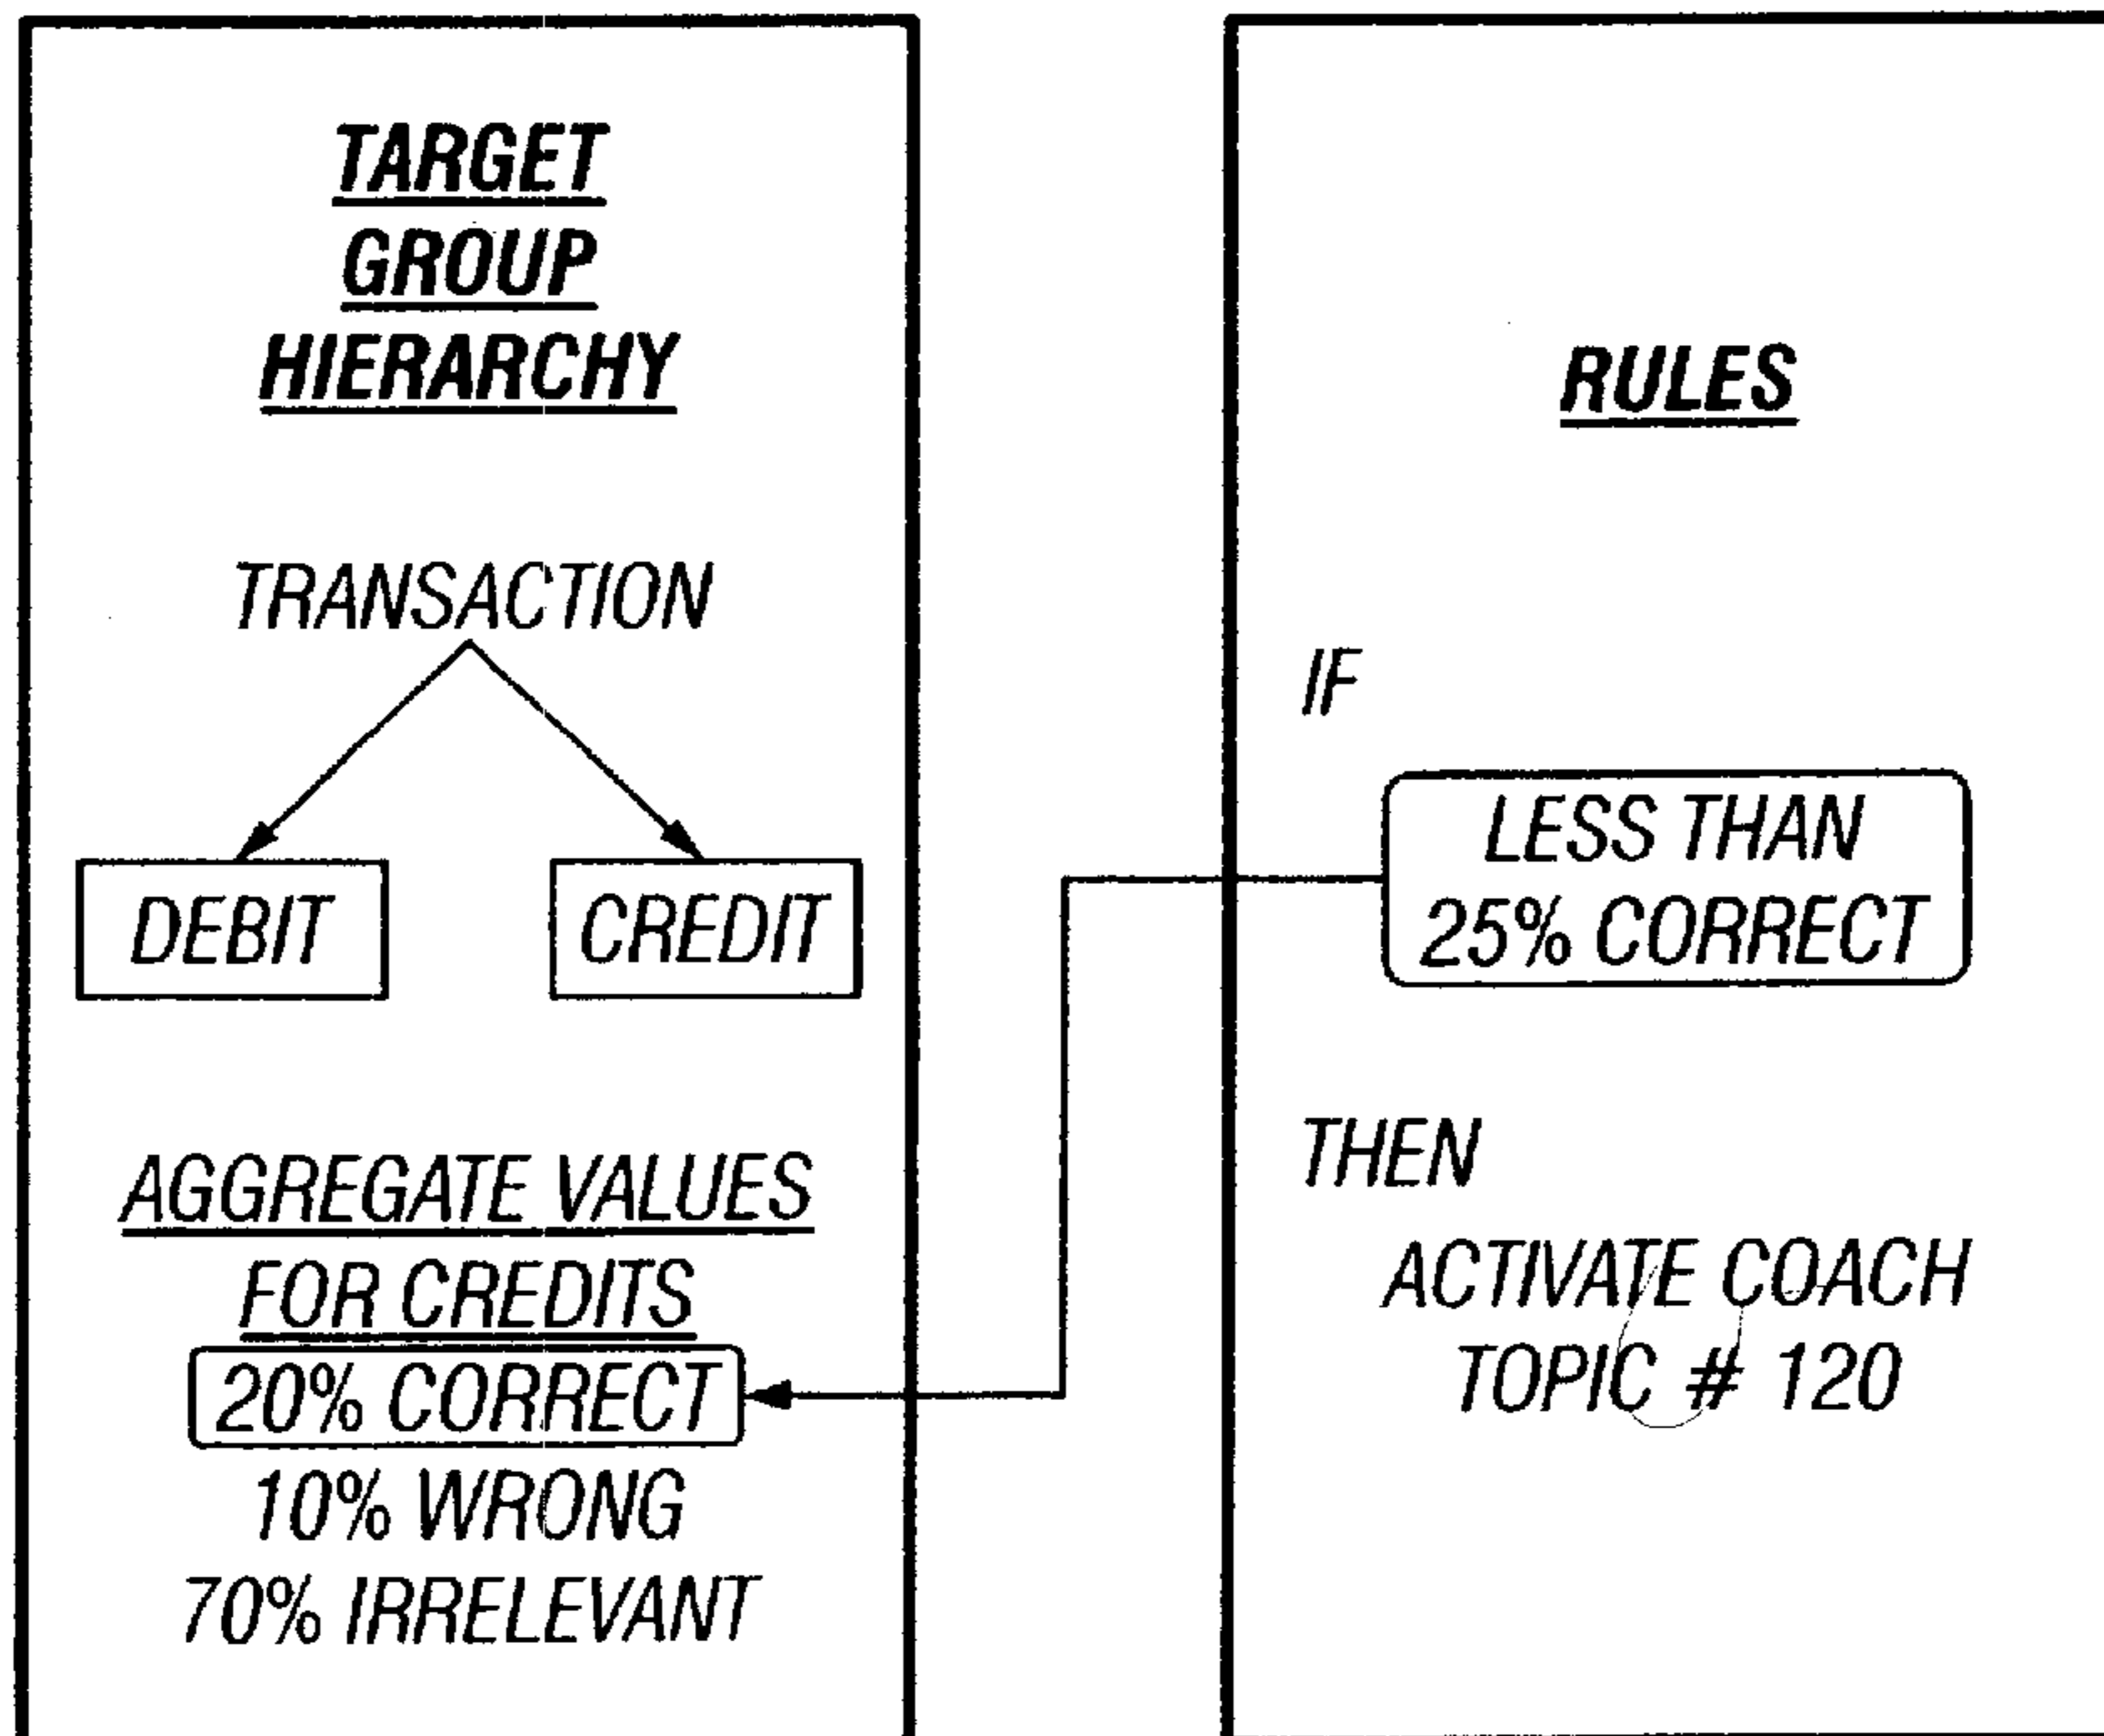 TARGET
GROUP
HIERARCHY
TRANSACTION
DEBIT
CREDIT
AGGREGATE VALUES
FOR CREDITS
20% CORRECT
10% WRONG
70% IRRELEVANT
RULES
IF
LESS THAN
25% CORRECT
THEN
ACTIVATE COACH
TOPIC # 120